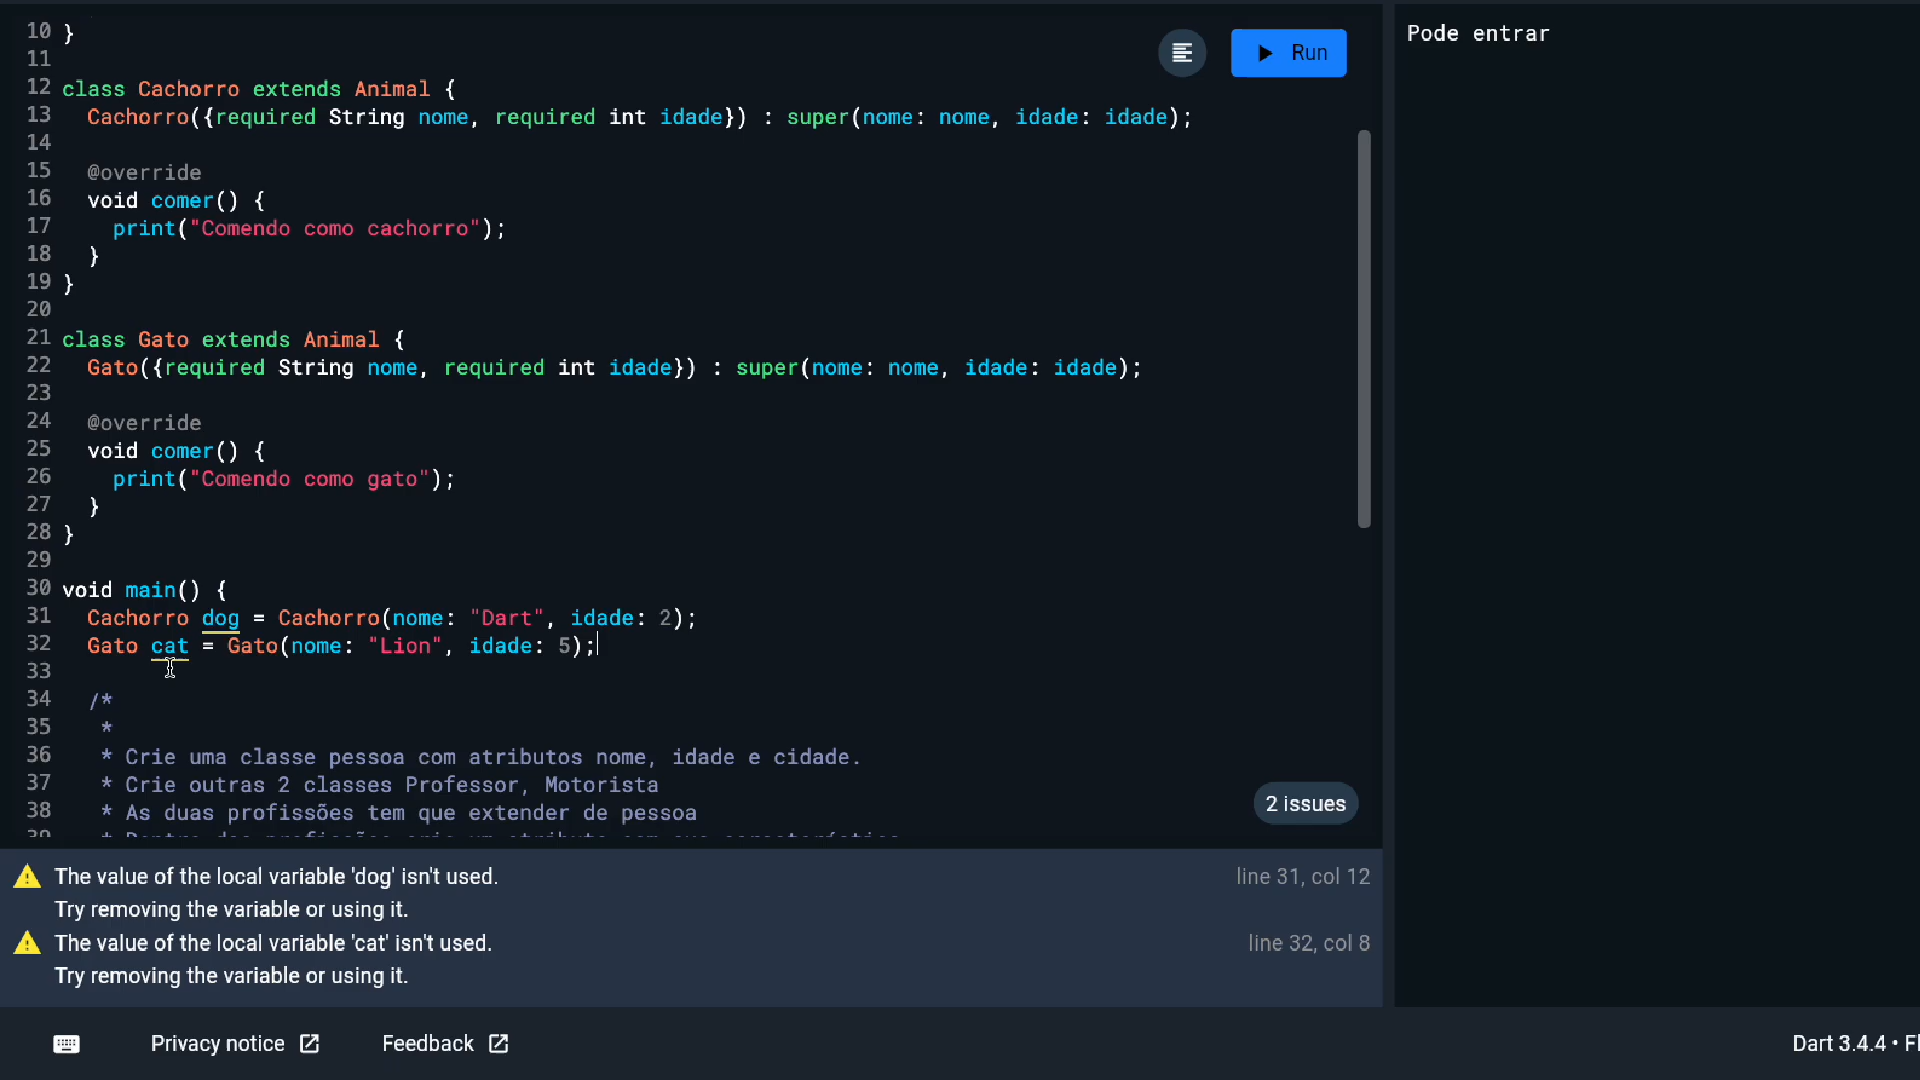 10 }
11
12 class Cachorro extends Animal {
13 Cachorro({required String nome, required int idade}) : super(nome: nome, idade: idade);
14
15 @override
16 void comer() {
17 print("Comendo como cachorro");
18 }
19 }
20
21 class Gato extends Animal {
22 Gato({required String nome, required int idade}) : super(nome: nome, idade: idade);
23
24 @override
25 void comer() {
26 print("Comendo como gato");
27 }
28 }
29
30 void main() {
31 Cachorro dog = Cachorro(nome: "Dart", idade: 2);
32 Gato cat = Gato(nome: "Lion", idade: 5);
33
34 /*
35 *
36 * Crie uma classe pessoa com atributos nome, idade e cidade.
37 * Crie outras 2 classes Professor, Motorista
38 * As duas profissões tem que extender de pessoa
Run
2 issues
Pode entrar
The value of the local variable 'dog' isn't used. line 31, col 12
Try removing the variable or using it.
The value of the local variable 'cat' isn't used. line 32, col 8
Try removing the variable or using it.
Privacy notice Feedback Dart 3.4.4 • Fl